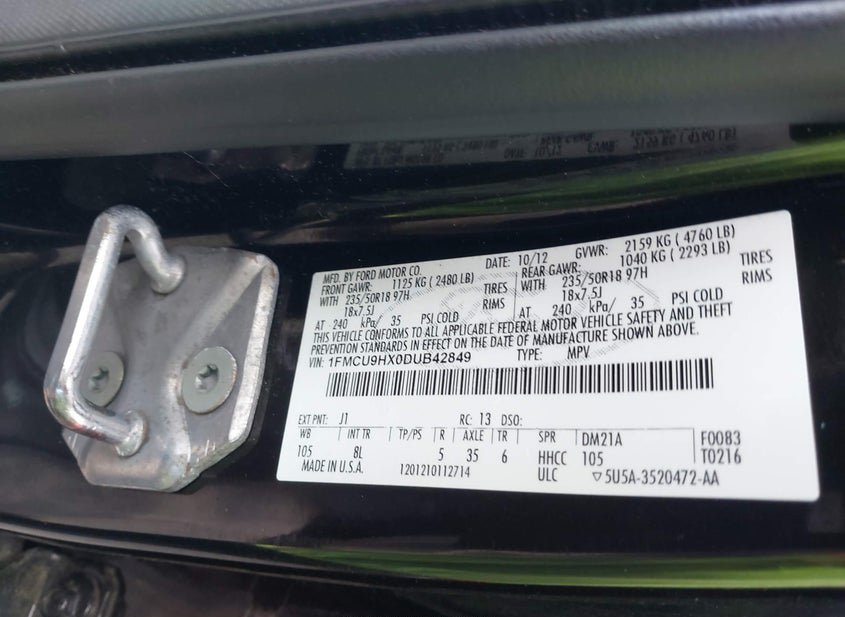 MFD. BY FORD MOTOR CO.
DATE: 10/12 GVWR: 2159 KG ( 4760 LB)
FRONT GAWR: 1125 KG ( 2480 LB) REAR GAWR: 1040 KG ( 2293 LB)
WITH 235/50R18 97H TIRES WITH 235/50R18 97H TIRES
18x7.5J RIMS 18x7.5J RIMS
AT 240 kPa/ 35 PSI COLD AT 240 kPa/ 35 PSI COLD
THIS VEHICLE CONFORMS TO ALL APPLICABLE FEDERAL MOTOR VEHICLE SAFETY AND THEFT
PREVENTION STANDARDS IN EFFECT ON THE DATE OF MANUFACTURE SHOWN ABOVE.
VIN: 1FMCU9HX0DUB42849 TYPE: MPV
EXT PNT: J1 RC: 13 DSO:
WB INT TR TP/PS R AXLE TR SPR DM21A F0083
105 8L 5 35 6 HHCC 105 T0216
MADE IN U.S.A. 1201210112714 ULC ▽5U5A-3520472-AA